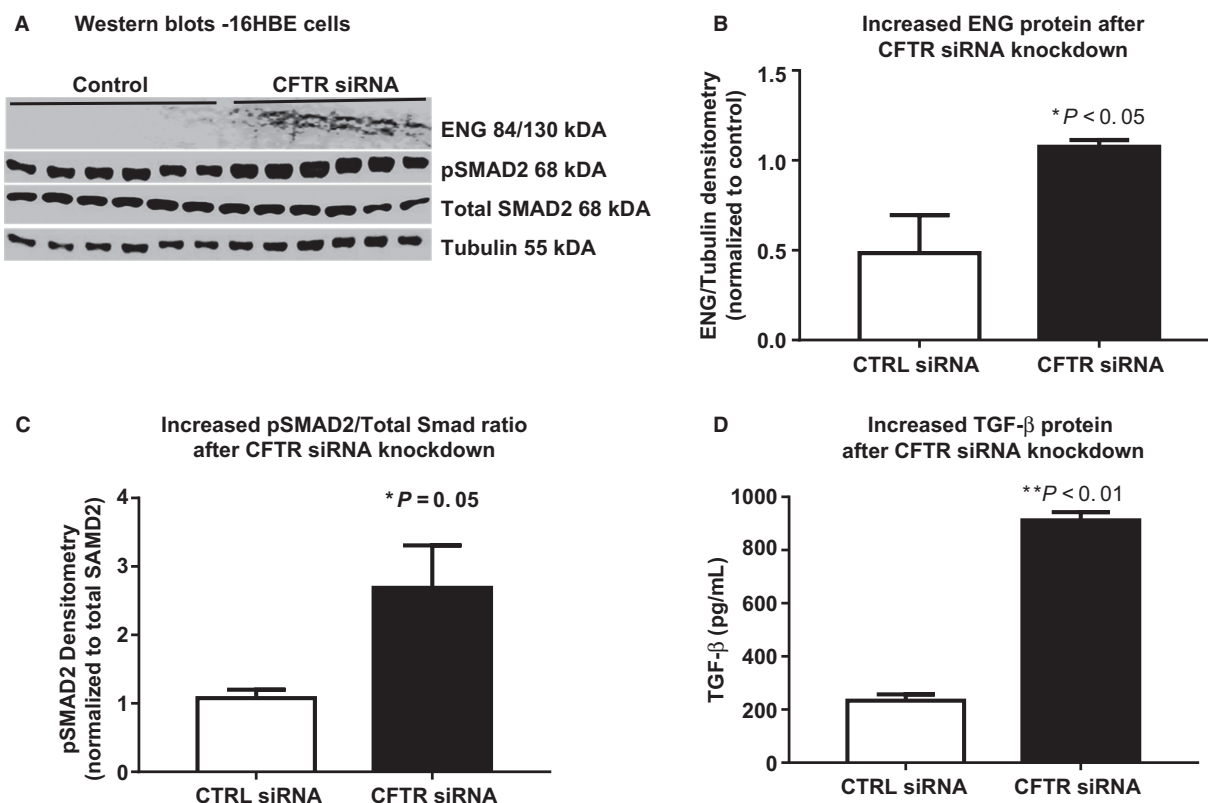 A Western blots -16HBE cells
Control CFTR siRNA
ENG 84/130 kDA
pSMAD2 68 kDA
Total SMAD2 68 kDA
Tubulin 55 kDA
B Increased ENG protein after
CFTR siRNA knockdown
ENG/Tubulin densitometry
(normalized to control)
1.5
1.0
0.5
0.0
*P < 0.05
CTRL siRNA CFTR siRNA
C Increased pSMAD2/Total Smad ratio
after CFTR siRNA knockdown
pSMAD2 Densitometry
(normalized to total SAMD2)
4
3
2
1
0
*P = 0.05
CTRL siRNA CFTR siRNA
D Increased TGF-β protein
after CFTR siRNA knockdown
TGF-β (pg/mL)
1000
800
600
400
200
0
**P < 0.01
CTRL siRNA CFTR siRNA